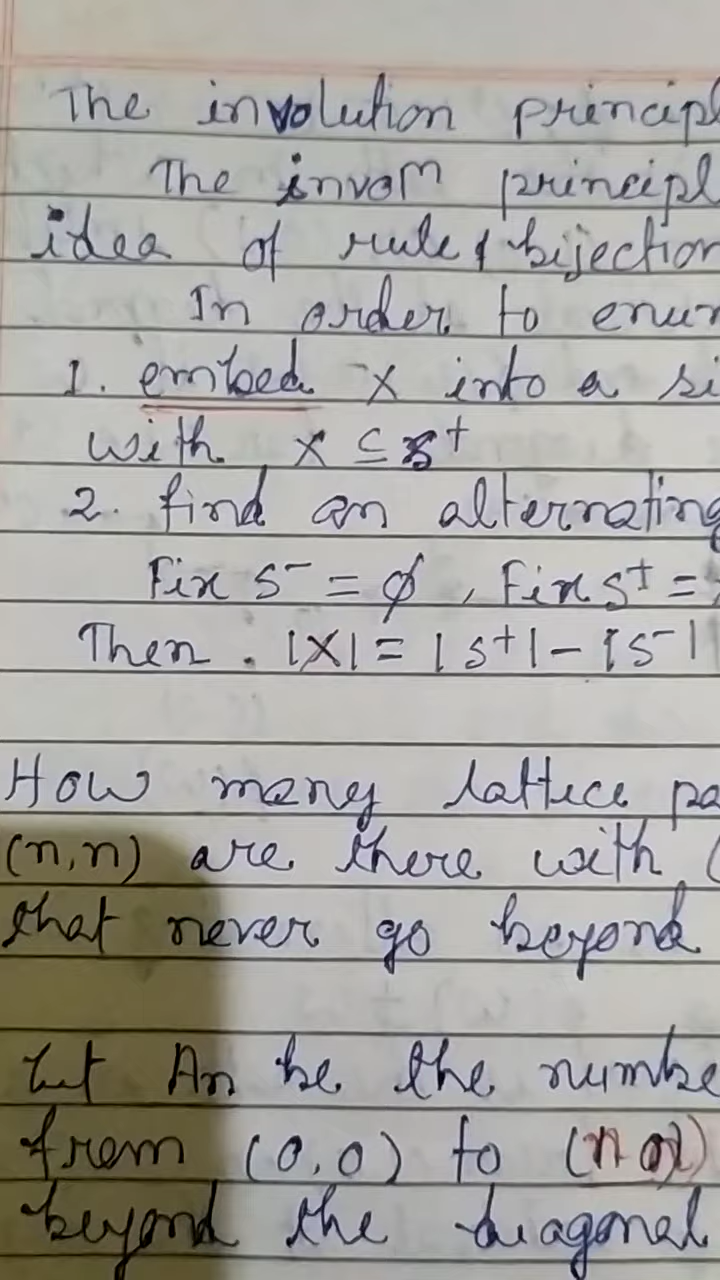 The involution principl
The invom principl
idea of rule & bijection
In order to enum
1. embed X into a si
with X ⊆ S⁺
2. find an alternating
Fix S⁻ = ∅ , Fix S⁺ =
Then . |X| = |S⁺| - |S⁻|
How many lattice pa
(n,n) are there with (
that never go beyond
Let An be the numbe
from (0,0) to (n n)
beyond the diagonal